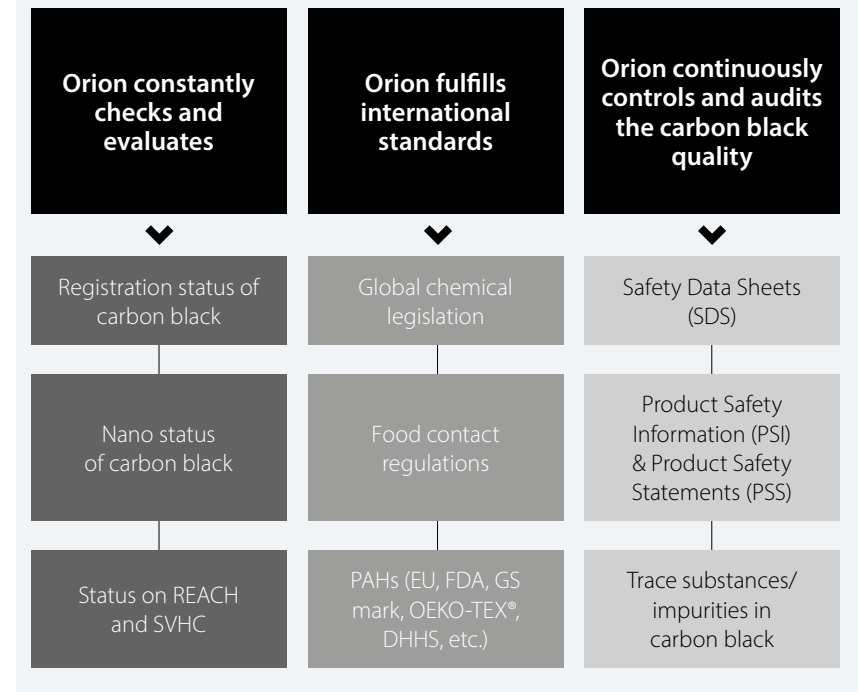 Orion constantly
checks and
evaluates
Registration status of
carbon black
Nano status
of carbon black
Status on REACH
and SVHC
Orion fulfills
international
standards
Global chemical
legislation
Food contact
regulations
PAHs (EU, FDA, GS
mark, OEKO-TEX®,
DHHS, etc.)
Orion continuously
controls and audits
the carbon black
quality
Safety Data Sheets
(SDS)
Product Safety
Information (PSI)
& Product Safety
Statements (PSS)
Trace substances/
impurities in
carbon black